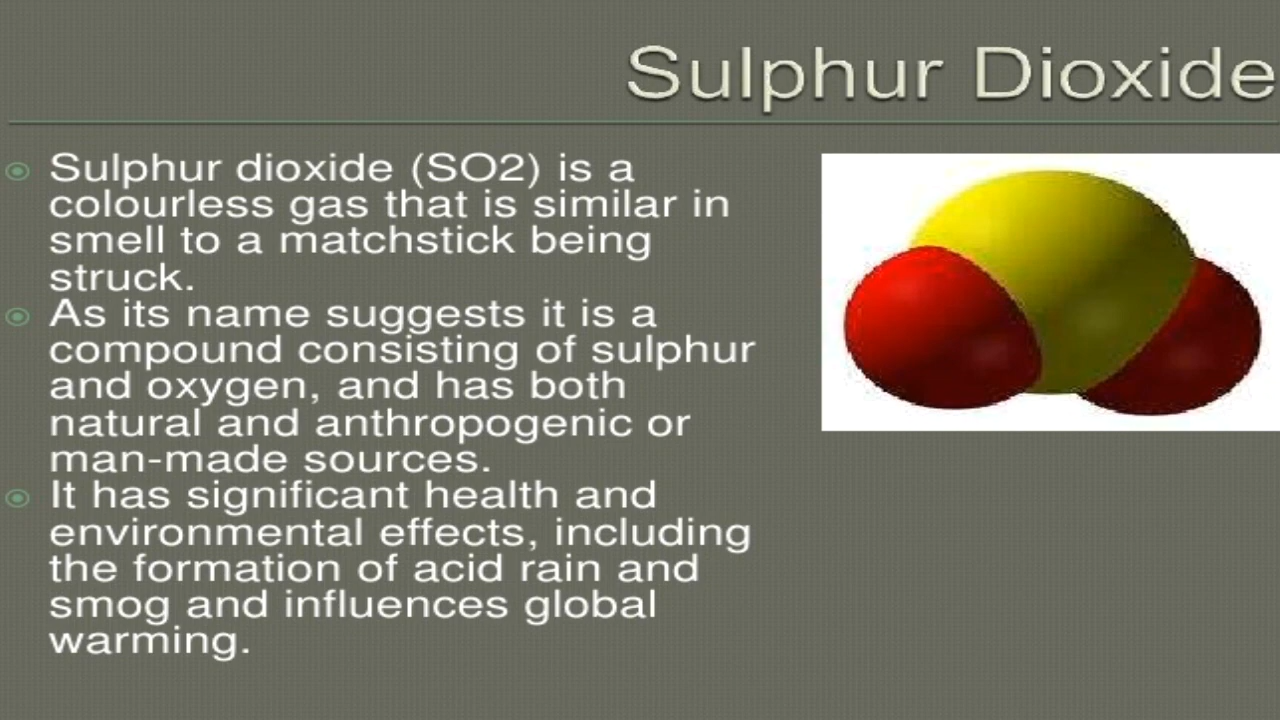 Sulphur Dioxide
Sulphur dioxide (SO2) is a
colourless gas that is similar in
smell to a matchstick being
struck.
As its name suggests it is a
compound consisting of sulphur
and oxygen, and has both
natural and anthropogenic or
man-made sources.
It has significant health and
environmental effects, including
the formation of acid rain and
smog and influences global
warming.